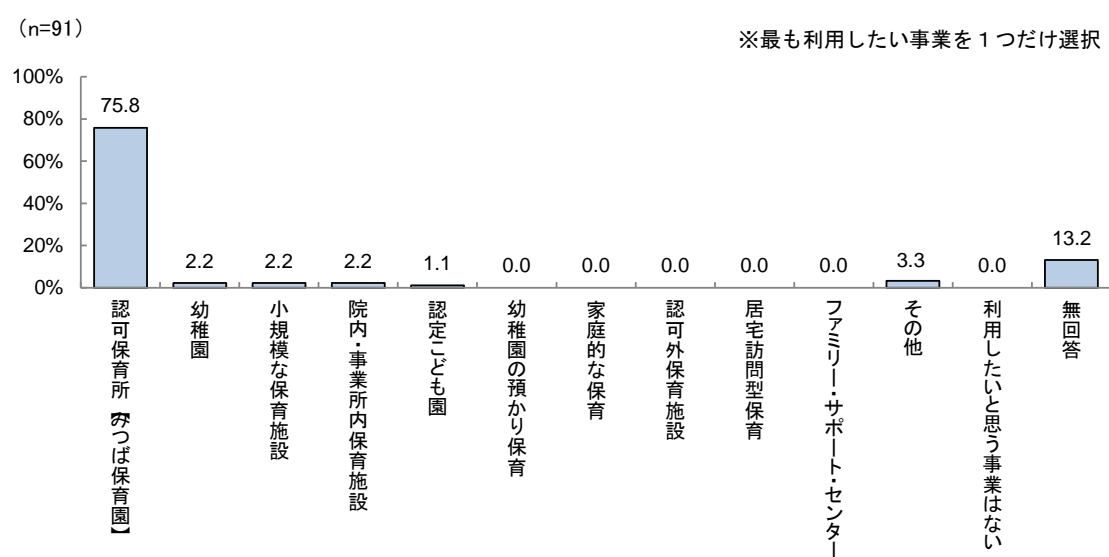 （n=91）
※最も利用したい事業を１つだけ選択
100%
80%
60%
40%
20%
0%
75.8
2.2
2.2
2.2
1.1
0.0
0.0
0.0
0.0
0.0
3.3
0.0
13.2
認可保育所【みつば保育園】
幼稚園
小規模な保育施設
院内・事業所内保育施設
認定こども園
幼稚園の預かり保育
家庭的な保育
認可外保育施設
居宅訪問型保育
ファミリー・サポート・センター
その他
利用したいと思う事業はない
無回答